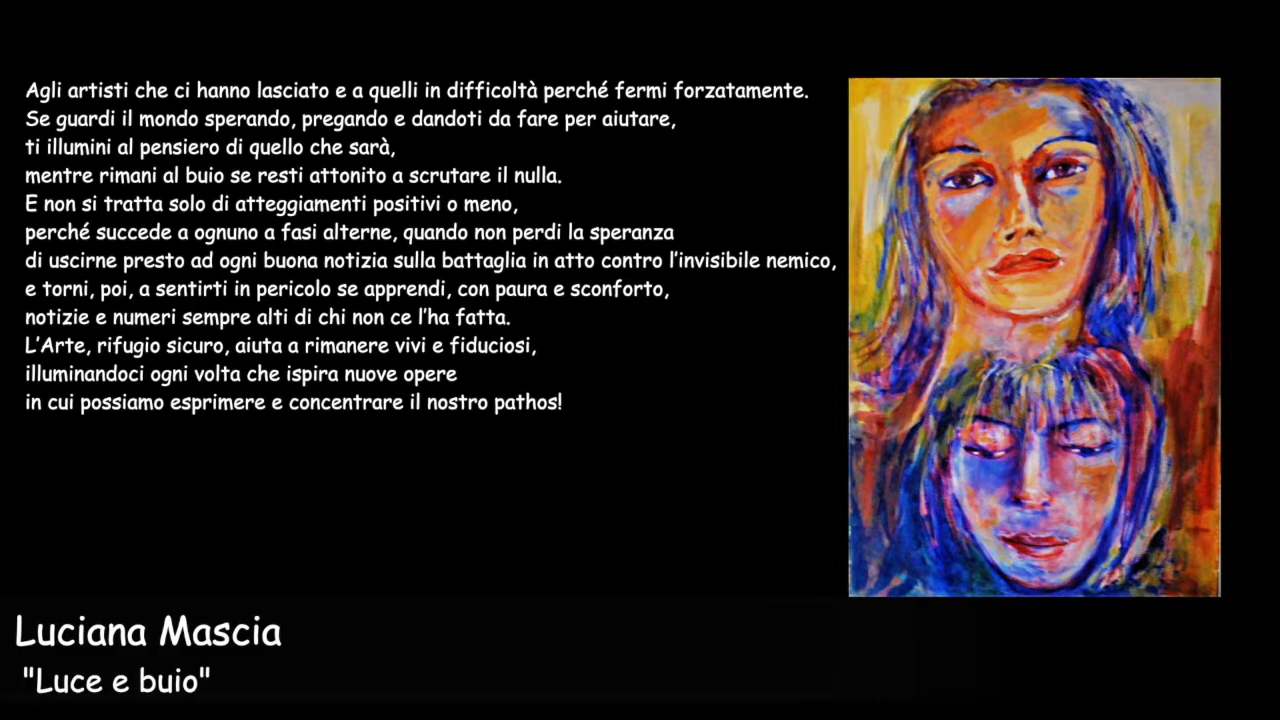 Agli artisti che ci hanno lasciato e a quelli in difficoltà perché fermi forzatamente.
Se guardi il mondo sperando, pregando e dandoti da fare per aiutare,
ti illumini al pensiero di quello che sarà,
mentre rimani al buio se resti attonito a scrutare il nulla.
E non si tratta solo di atteggiamenti positivi o meno,
perché succede a ognuno a fasi alterne, quando non perdi la speranza
di uscirne presto ad ogni buona notizia sulla battaglia in atto contro l’invisibile nemico,
e torni, poi, a sentirti in pericolo se apprendi, con paura e sconforto,
notizie e numeri sempre alti di chi non ce l’ha fatta.
L’Arte, rifugio sicuro, aiuta a rimanere vivi e fiduciosi,
illuminandoci ogni volta che ispira nuove opere
in cui possiamo esprimere e concentrare il nostro pathos!
Luciana Mascia
"Luce e buio"